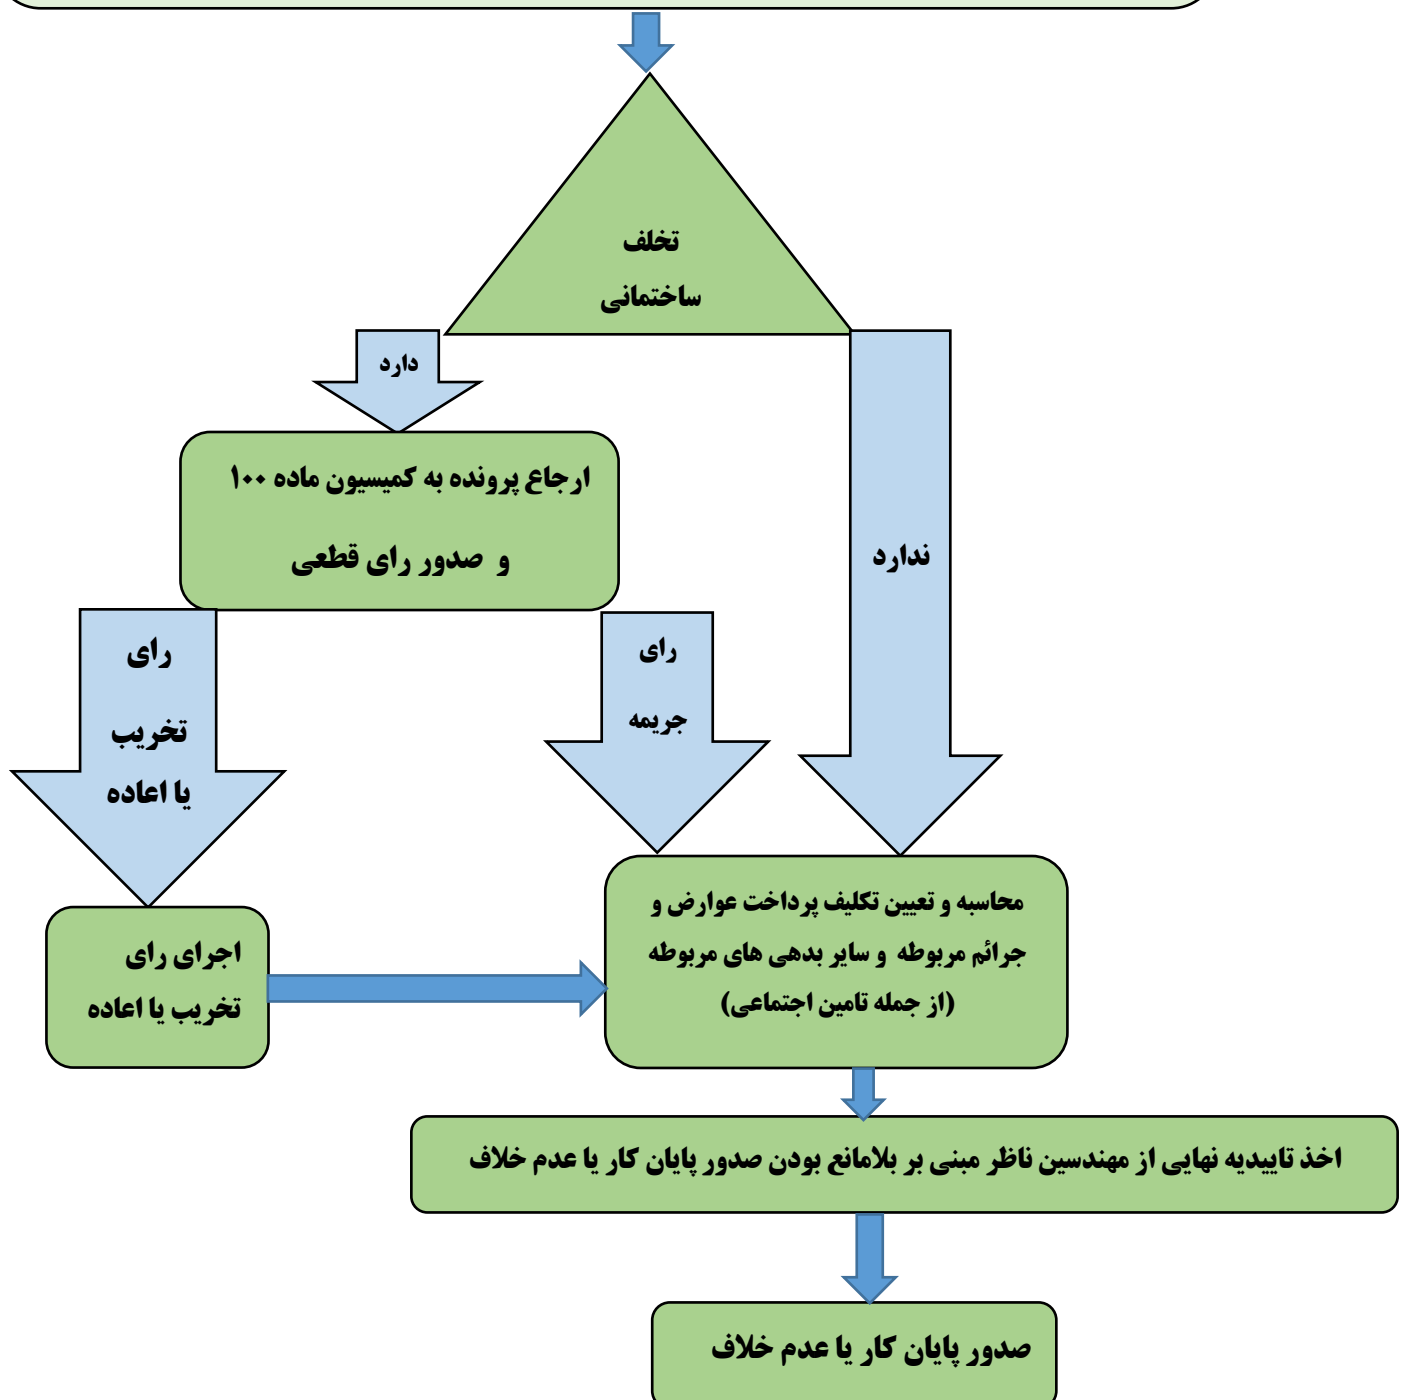 تخلف
ساختمانی
دارد
ندارد
ارجاع پرونده به کمیسیون ماده ۱۰۰
و صدور رای قطعی
رای
جریمه
رای
تخریب
یا اعاده
محاسبه و تعیین تکلیف پرداخت عوارض و
جرائم مربوطه و سایر بدهی های مربوطه
(از جمله تامین اجتماعی)
اجرای رای
تخریب یا اعاده
اخذ تاییدیه نهایی از مهندسین ناظر مبنی بر بلامانع بودن صدور پایان کار یا عدم خلاف
صدور پایان کار یا عدم خلاف